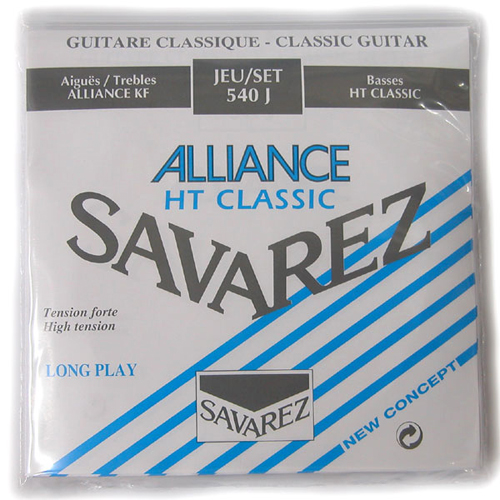 GUITARE CLASSIQUE - CLASSIC GUITAR
Aiguës / Trebles
ALLIANCE KF
JEU/SET
540 J
Basses
HT CLASSIC
ALLIANCE
HT CLASSIC
SAVAREZ
Tension forte
High tension
LONG PLAY
SAVAREZ
NEW CONCEPT